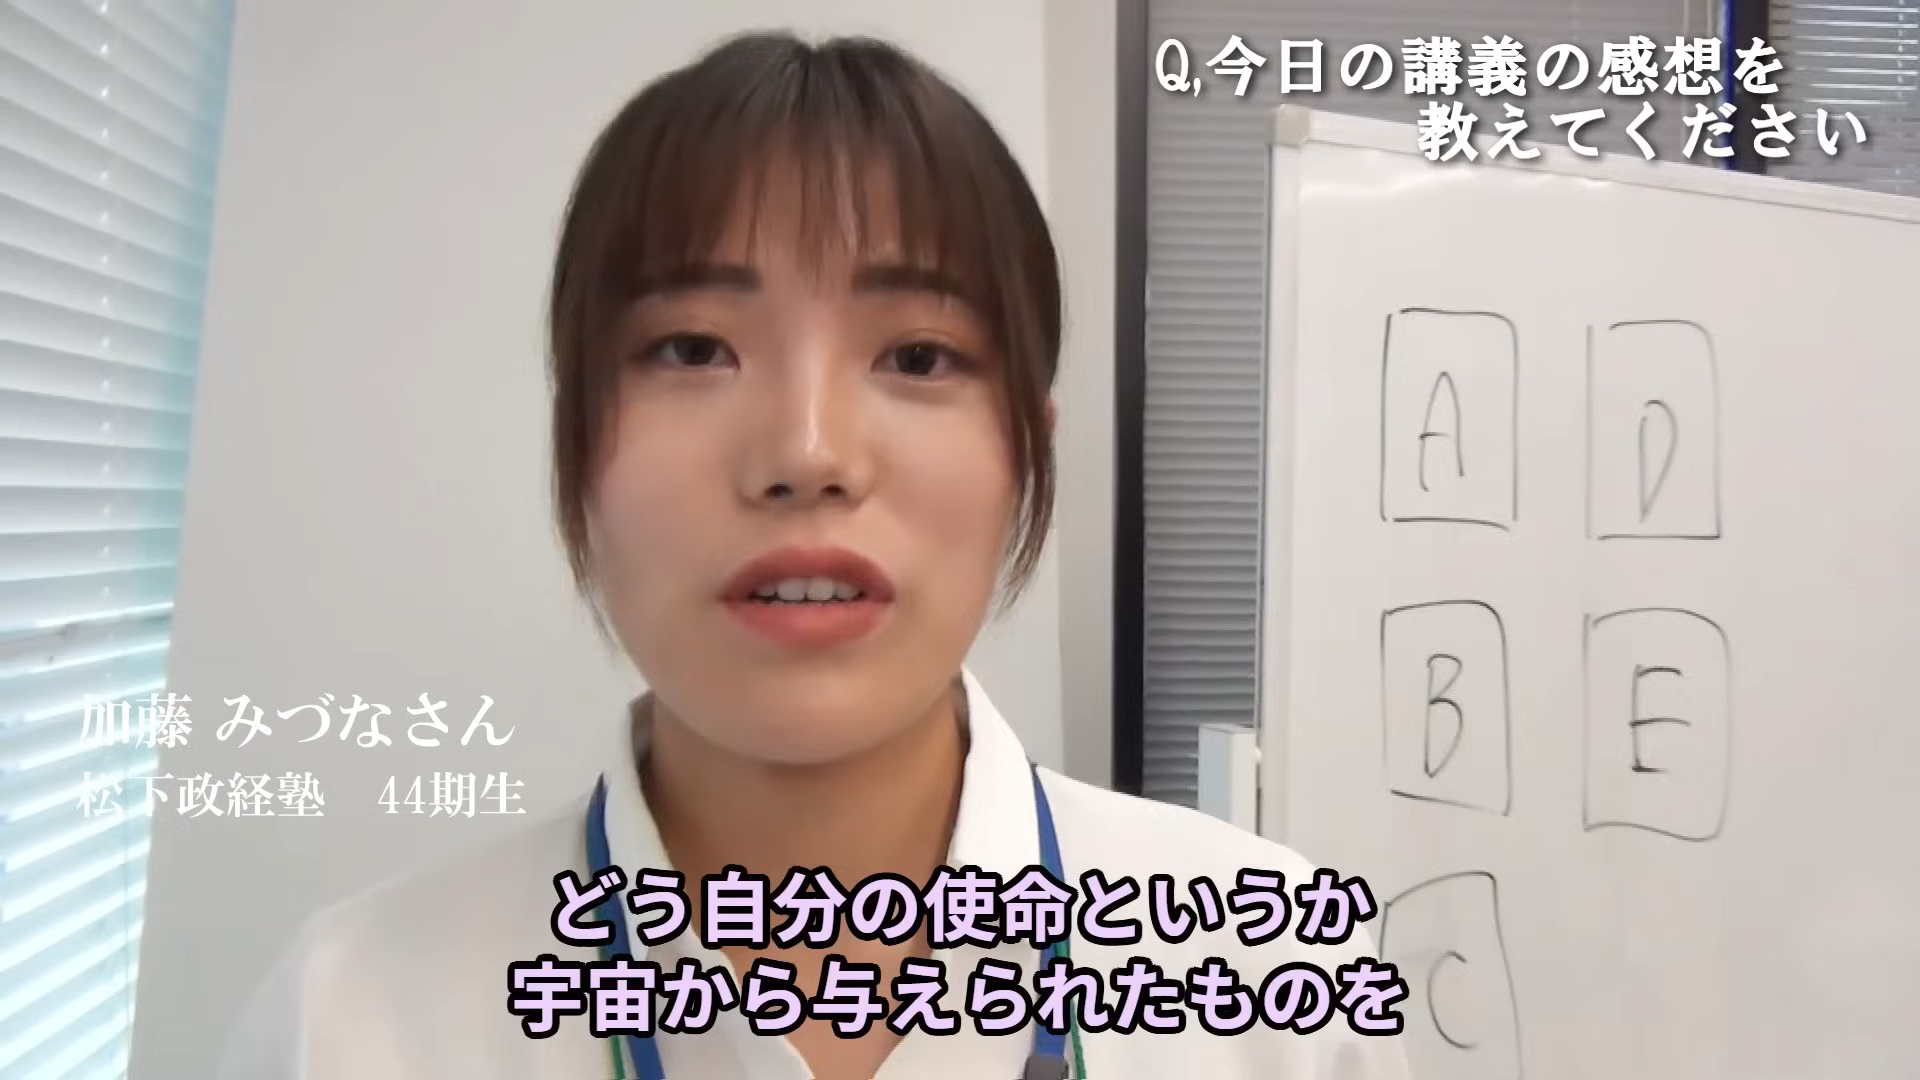 Q,今日の講義の感想を
教えてください
A
D
B
E
C
加藤 みづなさん
松下政経塾　44期生
どう自分の使命というか
宇宙から与えられたものを